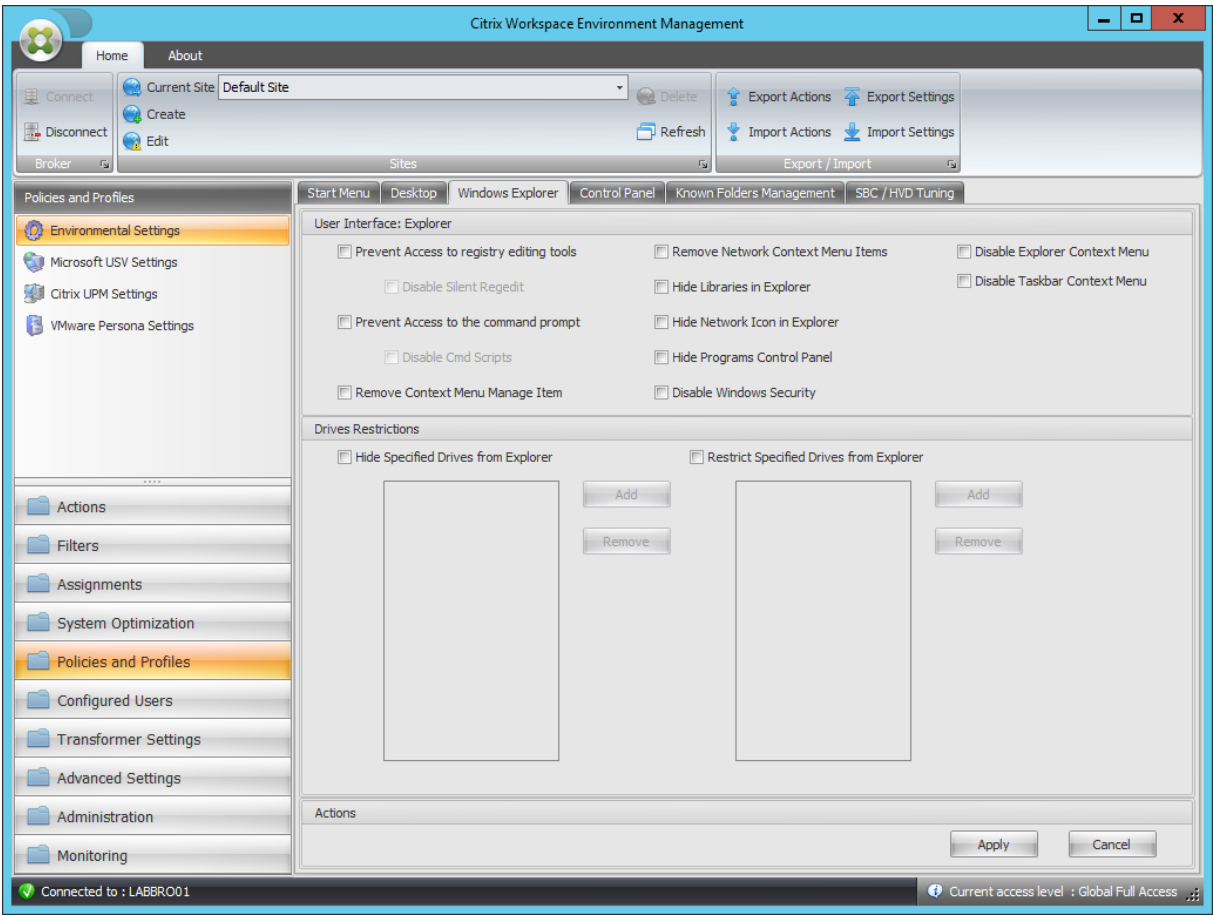 Citrix Workspace Environment Management
Home About
Connect
Disconnect
Broker
Current Site Default Site
Create
Edit
Delete
Refresh
Sites
Export Actions Export Settings
Import Actions Import Settings
Export / Import
Policies and Profiles
Environmental Settings
Microsoft USV Settings
Citrix UPM Settings
VMware Persona Settings
Actions
Filters
Assignments
System Optimization
Policies and Profiles
Configured Users
Transformer Settings
Advanced Settings
Administration
Monitoring
Start Menu Desktop Windows Explorer Control Panel Known Folders Management SBC / HVD Tuning
User Interface: Explorer
Prevent Access to registry editing tools Remove Network Context Menu Items Disable Explorer Context Menu
Disable Silent Regedit Hide Libraries in Explorer Disable Taskbar Context Menu
Prevent Access to the command prompt Hide Network Icon in Explorer
Disable Cmd Scripts Hide Programs Control Panel
Remove Context Menu Manage Item Disable Windows Security
Drives Restrictions
Hide Specified Drives from Explorer Restrict Specified Drives from Explorer
Add Add
Remove Remove
Actions
Apply Cancel
Connected to : LABBRO01 Current access level : Global Full Access